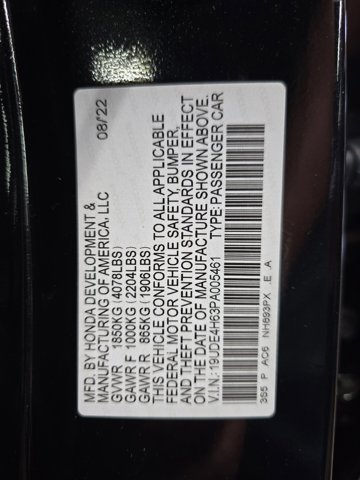 MFD. BY HONDA DEVELOPMENT &
MANUFACTURING OF AMERICA, LLC 08/22
GVWR 1850KG (4078LBS)
GAWR F 1000KG (2204LBS)
GAWR R 865KG (1906LBS)
THIS VEHICLE CONFORMS TO ALL APPLICABLE
FEDERAL MOTOR VEHICLE SAFETY, BUMPER,
AND THEFT PREVENTION STANDARDS IN EFFECT
ON THE DATE OF MANUFACTURE SHOWN ABOVE.
V.I.N.: 19UDE4H63PA005461 TYPE: PASSENGER CAR
3S5 P AC6 NH893PX E A